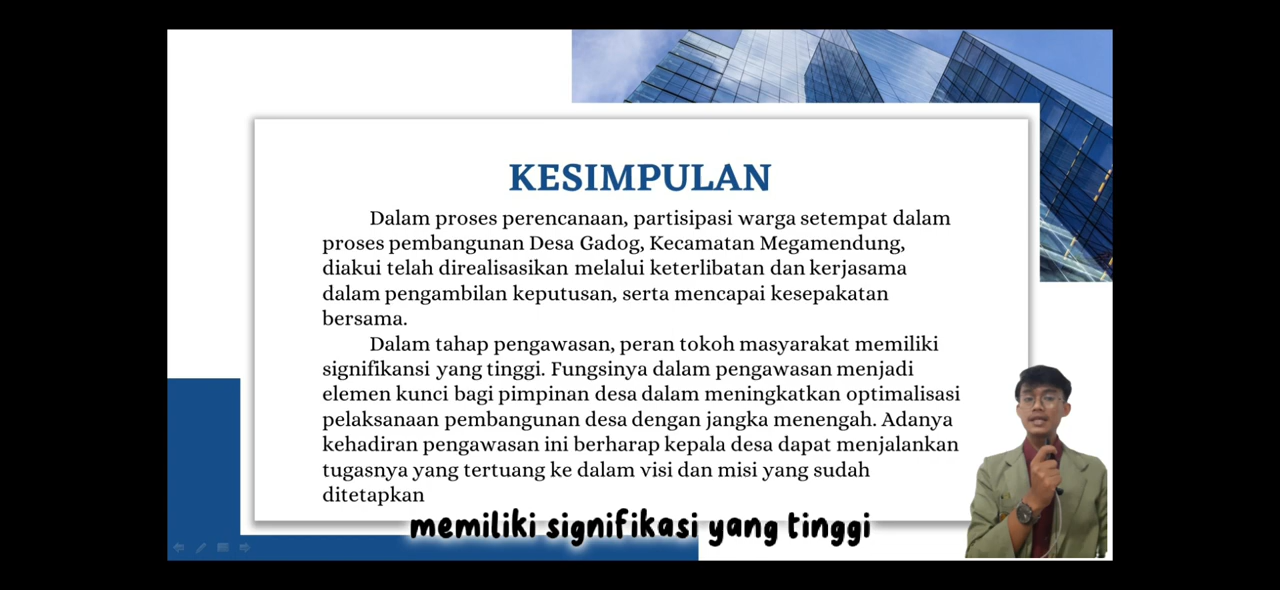 KESIMPULAN
Dalam proses perencanaan, partisipasi warga setempat dalam
proses pembangunan Desa Gadog, Kecamatan Megamendung,
diakui telah direalisasikan melalui keterlibatan dan kerjasama
dalam pengambilan keputusan, serta mencapai kesepakatan
bersama.
Dalam tahap pengawasan, peran tokoh masyarakat memiliki
signifikansi yang tinggi. Fungsinya dalam pengawasan menjadi
elemen kunci bagi pimpinan desa dalam meningkatkan optimalisasi
pelaksanaan pembangunan desa dengan jangka menengah. Adanya
kehadiran pengawasan ini berharap kepala desa dapat menjalankan
tugasnya yang tertuang ke dalam visi dan misi yang sudah
ditetapkan
memiliki signifikasi yang tinggi